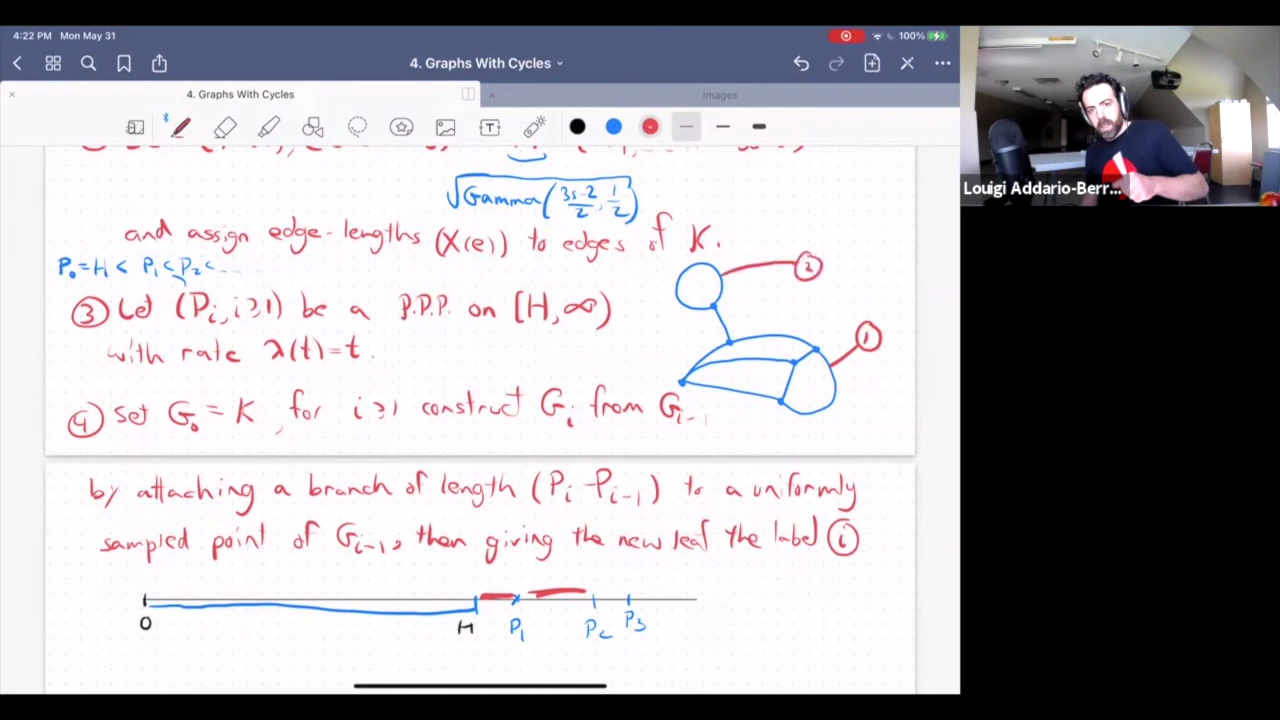 4:22 PM Mon May 31
100%
4. Graphs With Cycles
4. Graphs With Cycles
Images
√Gamma(3s-2/2, 1/2)
and assign edge-lengths (X(e)) to edges of K.
P₀=H < P₁<P₂<...
③ Let (Pᵢ, i≥1) be a P.P.P. on [H,∞)
with rate λ(t)=t.
④ Set G₀=K, for i≥1 construct Gᵢ from Gᵢ₋₁
② ①
by attaching a branch of length (Pᵢ-Pᵢ₋₁) to a uniformly
sampled point of Gᵢ₋₁, then giving the new leaf the label ⓘ
O H P₁ P₂ P₃
Louigi Addario-Berr...